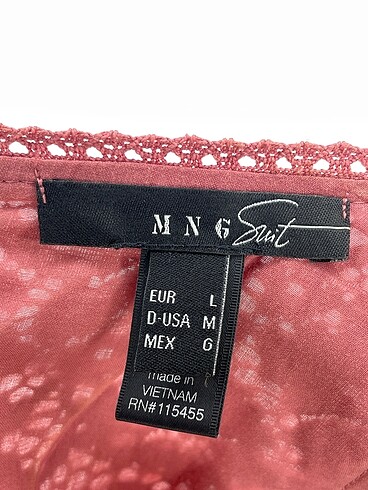 MNG Suit
EUR L
D-USA M
MEX G
made in
VIETNAM
RN#115455